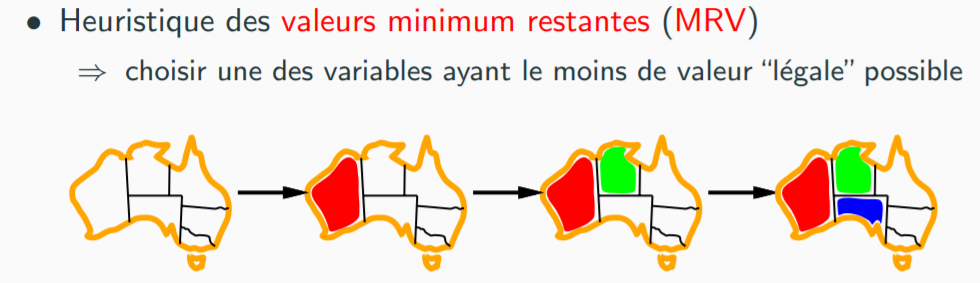 • Heuristique des valeurs minimum restantes (MRV)
⇒ choisir une des variables ayant le moins de valeur “légale” possible